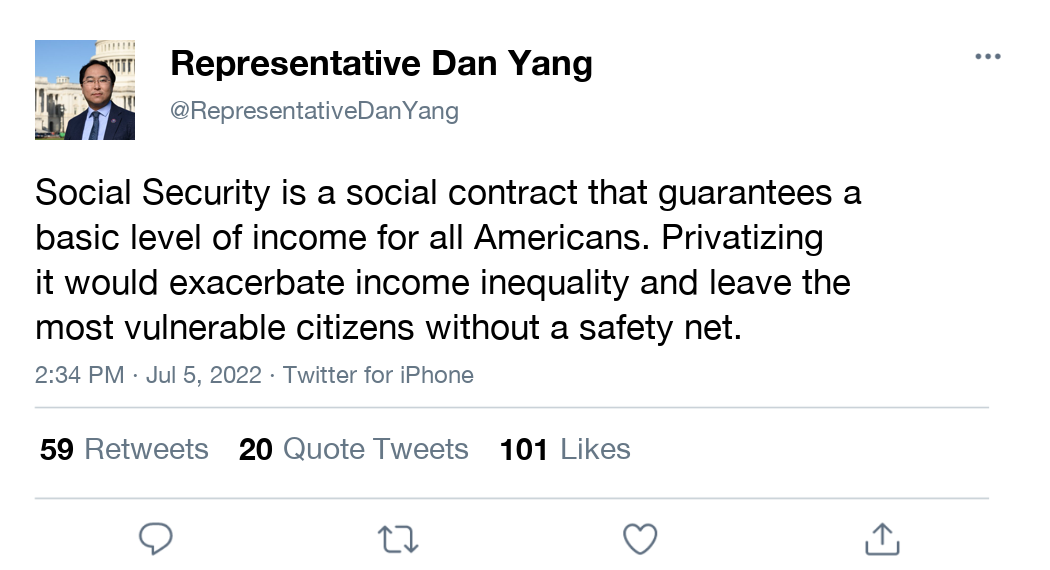 Representative Dan Yang
@RepresentativeDanYang
Social Security is a social contract that guarantees a
basic level of income for all Americans. Privatizing
it would exacerbate income inequality and leave the
most vulnerable citizens without a safety net.
2:34 PM · Jul 5, 2022 · Twitter for iPhone
59 Retweets 20 Quote Tweets 101 Likes